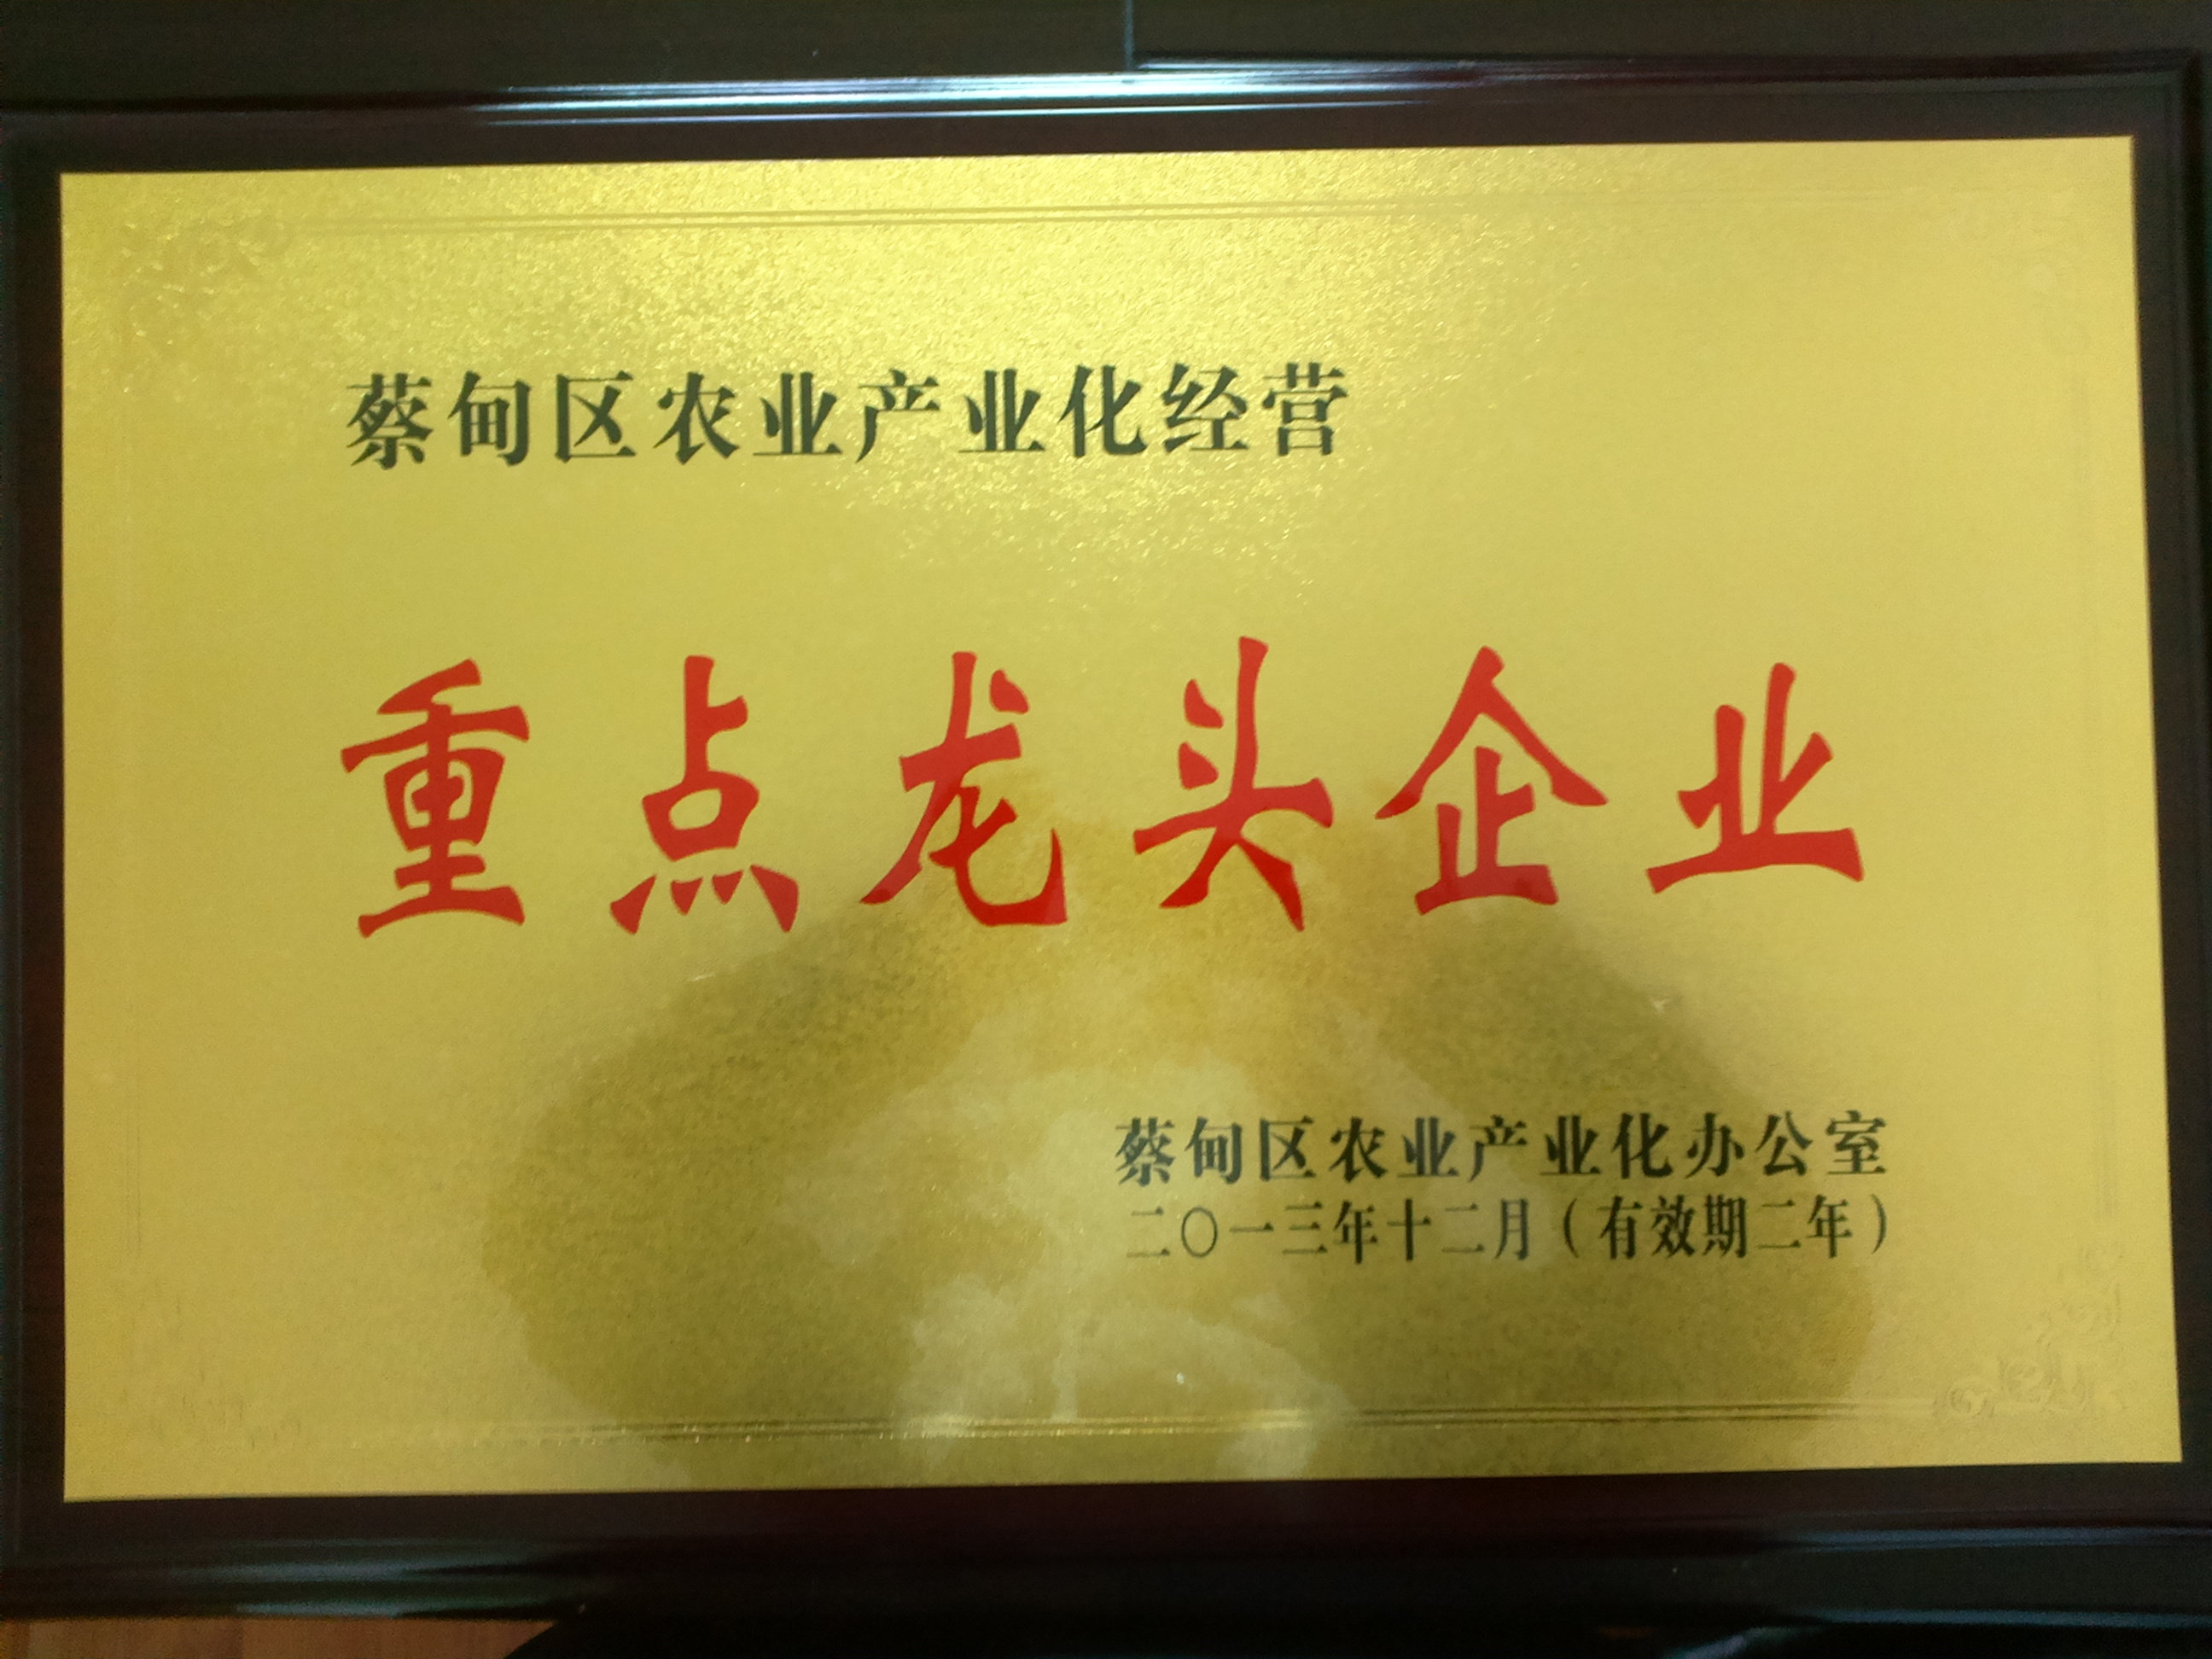 蔡甸区农业产业化经营
重点龙头企业
蔡甸区农业产业化办公室
二〇一三年十二月（有效期二年）